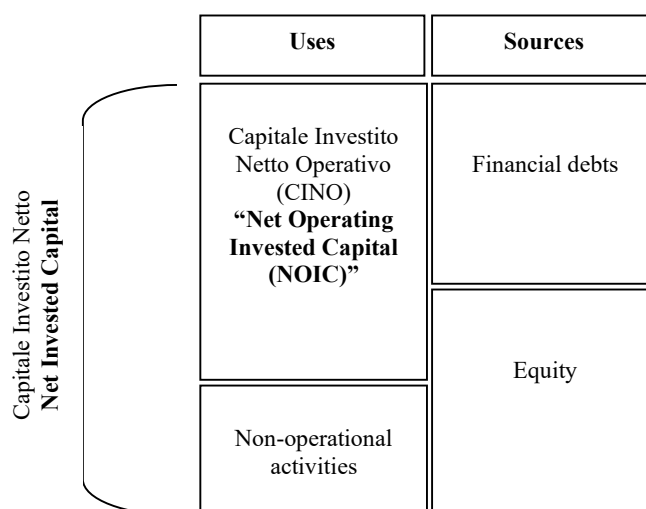 Uses
Sources
Capitale Investito Netto
Net Invested Capital
Capitale Investito
Netto Operativo
(CINO)
“Net Operating
Invested Capital
(NOIC)”
Financial debts
Equity
Non-operational
activities